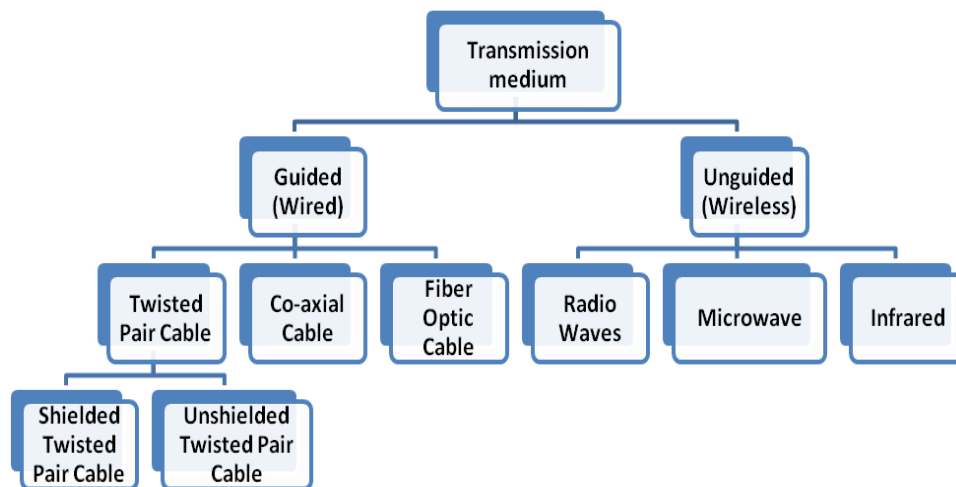 Transmission
medium
Guided
(Wired)
Unguided
(Wireless)
Twisted
Pair Cable
Co-axial
Cable
Fiber
Optic
Cable
Radio
Waves
Microwave
Infrared
Shielded
Twisted
Pair Cable
Unshielded
Twisted Pair
Cable